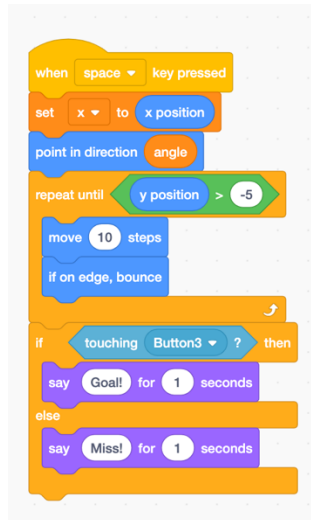 when space key pressed
set x to x position
point in direction angle
repeat until y position > -5
move 10 steps
if on edge, bounce
if touching Button3 ? then
say Goal! for 1 seconds
else
say Miss! for 1 seconds